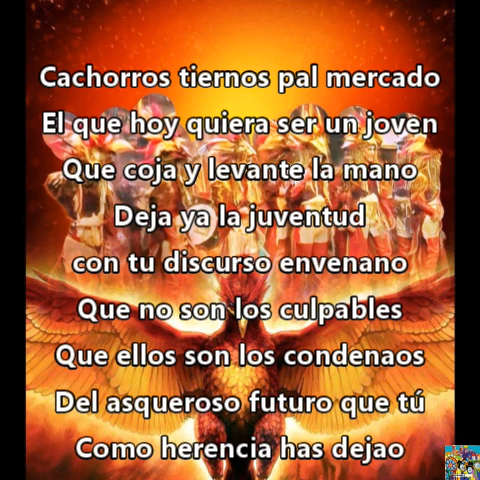 Cachorros tiernos pal mercado
El que hoy quiera ser un joven
Que coja y levante la mano
Deja ya la juventud
con tu discurso envenano
Que no son los culpables
Que ellos son los condenaos
Del asqueroso futuro que tú
Como herencia has dejao